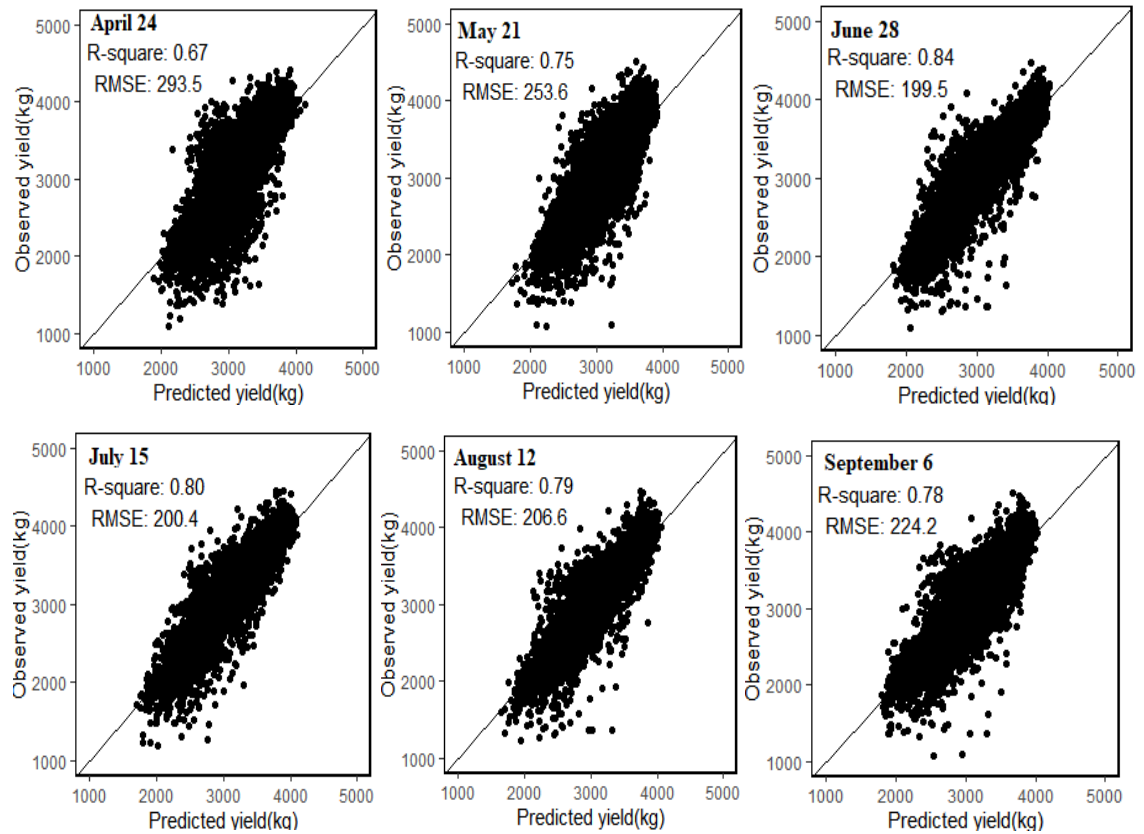 April 24
R-square: 0.67
RMSE: 293.5
5000
4000
3000
2000
1000
Observed yield(kg)
1000 2000 3000 4000 5000
Predicted yield(kg)
May 21
R-square: 0.75
RMSE: 253.6
5000
4000
3000
2000
1000
Observed yield(kg)
1000 2000 3000 4000 5000
Predicted yield(kg)
June 28
R-square: 0.84
RMSE: 199.5
5000
4000
3000
2000
1000
Observed yield(kg)
1000 2000 3000 4000 5000
Predicted yield(kg)
July 15
R-square: 0.80
RMSE: 200.4
5000
4000
3000
2000
1000
Observed yield(kg)
1000 2000 3000 4000 5000
Predicted yield(kg)
August 12
R-square: 0.79
RMSE: 206.6
5000
4000
3000
2000
1000
Observed yield(kg)
1000 2000 3000 4000 5000
Predicted yield(kg)
September 6
R-square: 0.78
RMSE: 224.2
5000
4000
3000
2000
1000
Observed yield(kg)
1000 2000 3000 4000 5000
Predicted yield(kg)